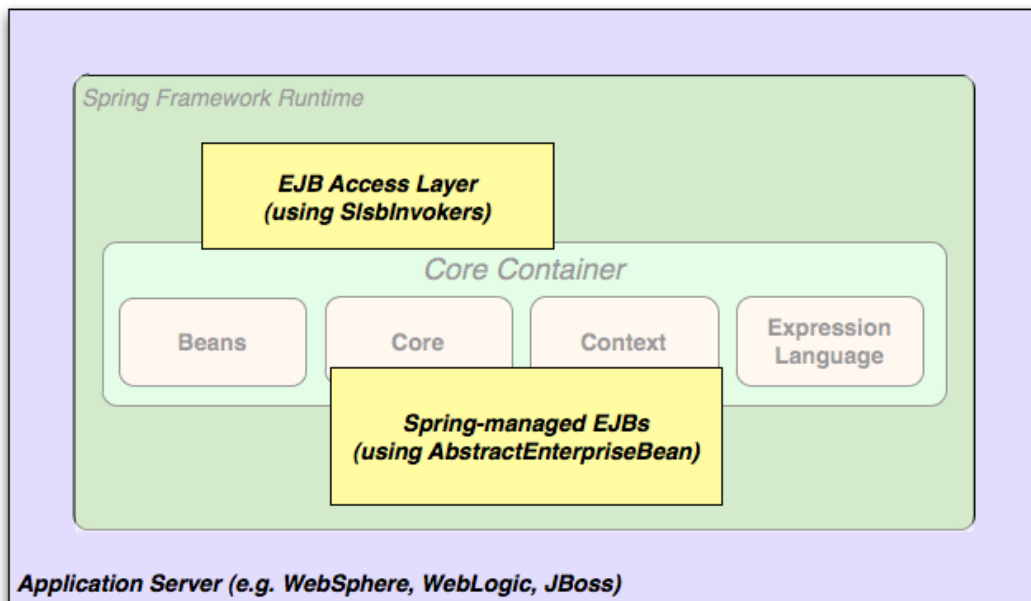 Spring Framework Runtime
EJB Access Layer
(using SlsbInvokers)
Core Container
Beans
Core
Context
Expression
Language
Spring-managed EJBs
(using AbstractEnterpriseBean)
Application Server (e.g. WebSphere, WebLogic, JBoss)